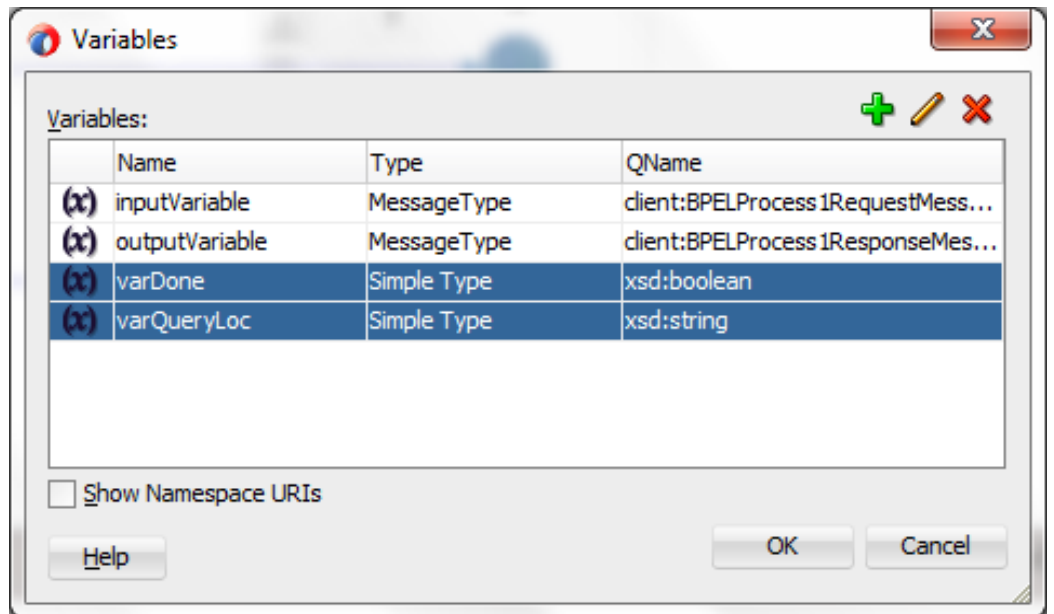 Variables
Variables:
Name Type QName
(x) inputVariable MessageType client:BPELProcess1RequestMess...
(x) outputVariable MessageType client:BPELProcess1ResponseMes...
(x) varDone Simple Type xsd:boolean
(x) varQueryLoc Simple Type xsd:string
Show Namespace URIs
Help OK Cancel